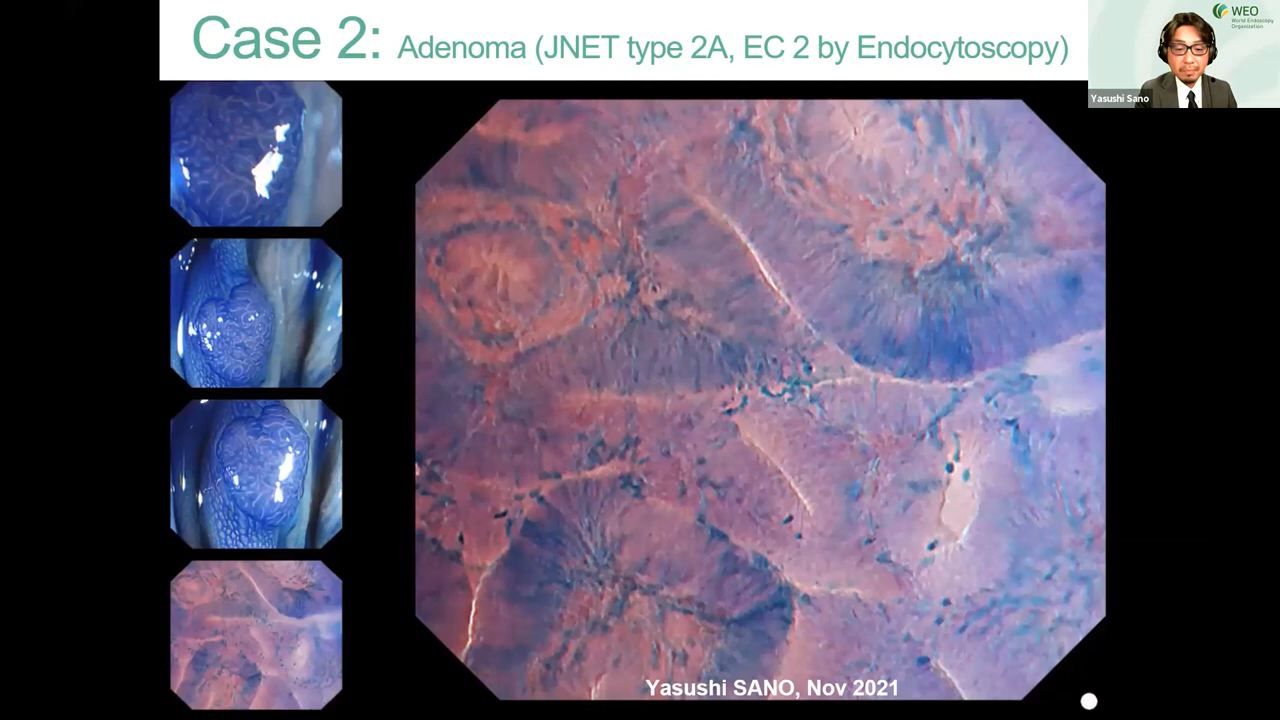 Case 2: Adenoma (JNET type 2A, EC 2 by Endocytoscopy)
WEO
World Endoscopy
Organization
Yasushi Sano
Yasushi SANO, Nov 2021